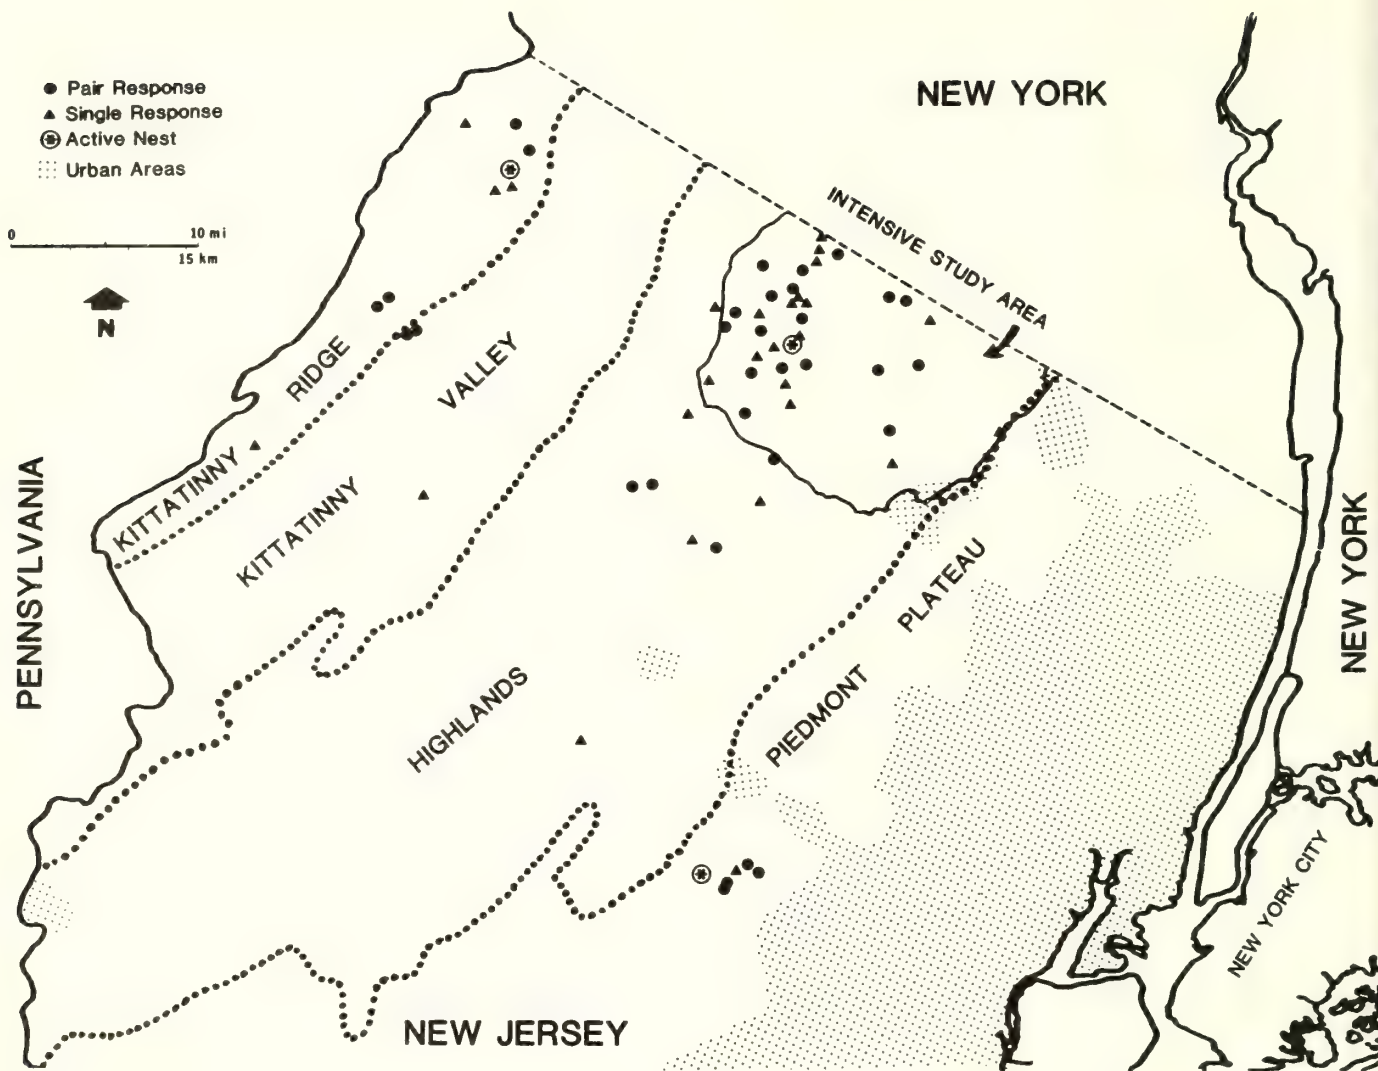 Pair Response
Single Response
Active Nest
Urban Areas
0 10 mi
15 km
N
NEW YORK
INTENSIVE STUDY AREA
RIDGE
VALLEY
KITTATINNY
KITTATINNY
PENNSYLVANIA
NEW YORK
PLATEAU
HIGHLANDS
PIEDMONT
NEW YORK CITY
NEW JERSEY